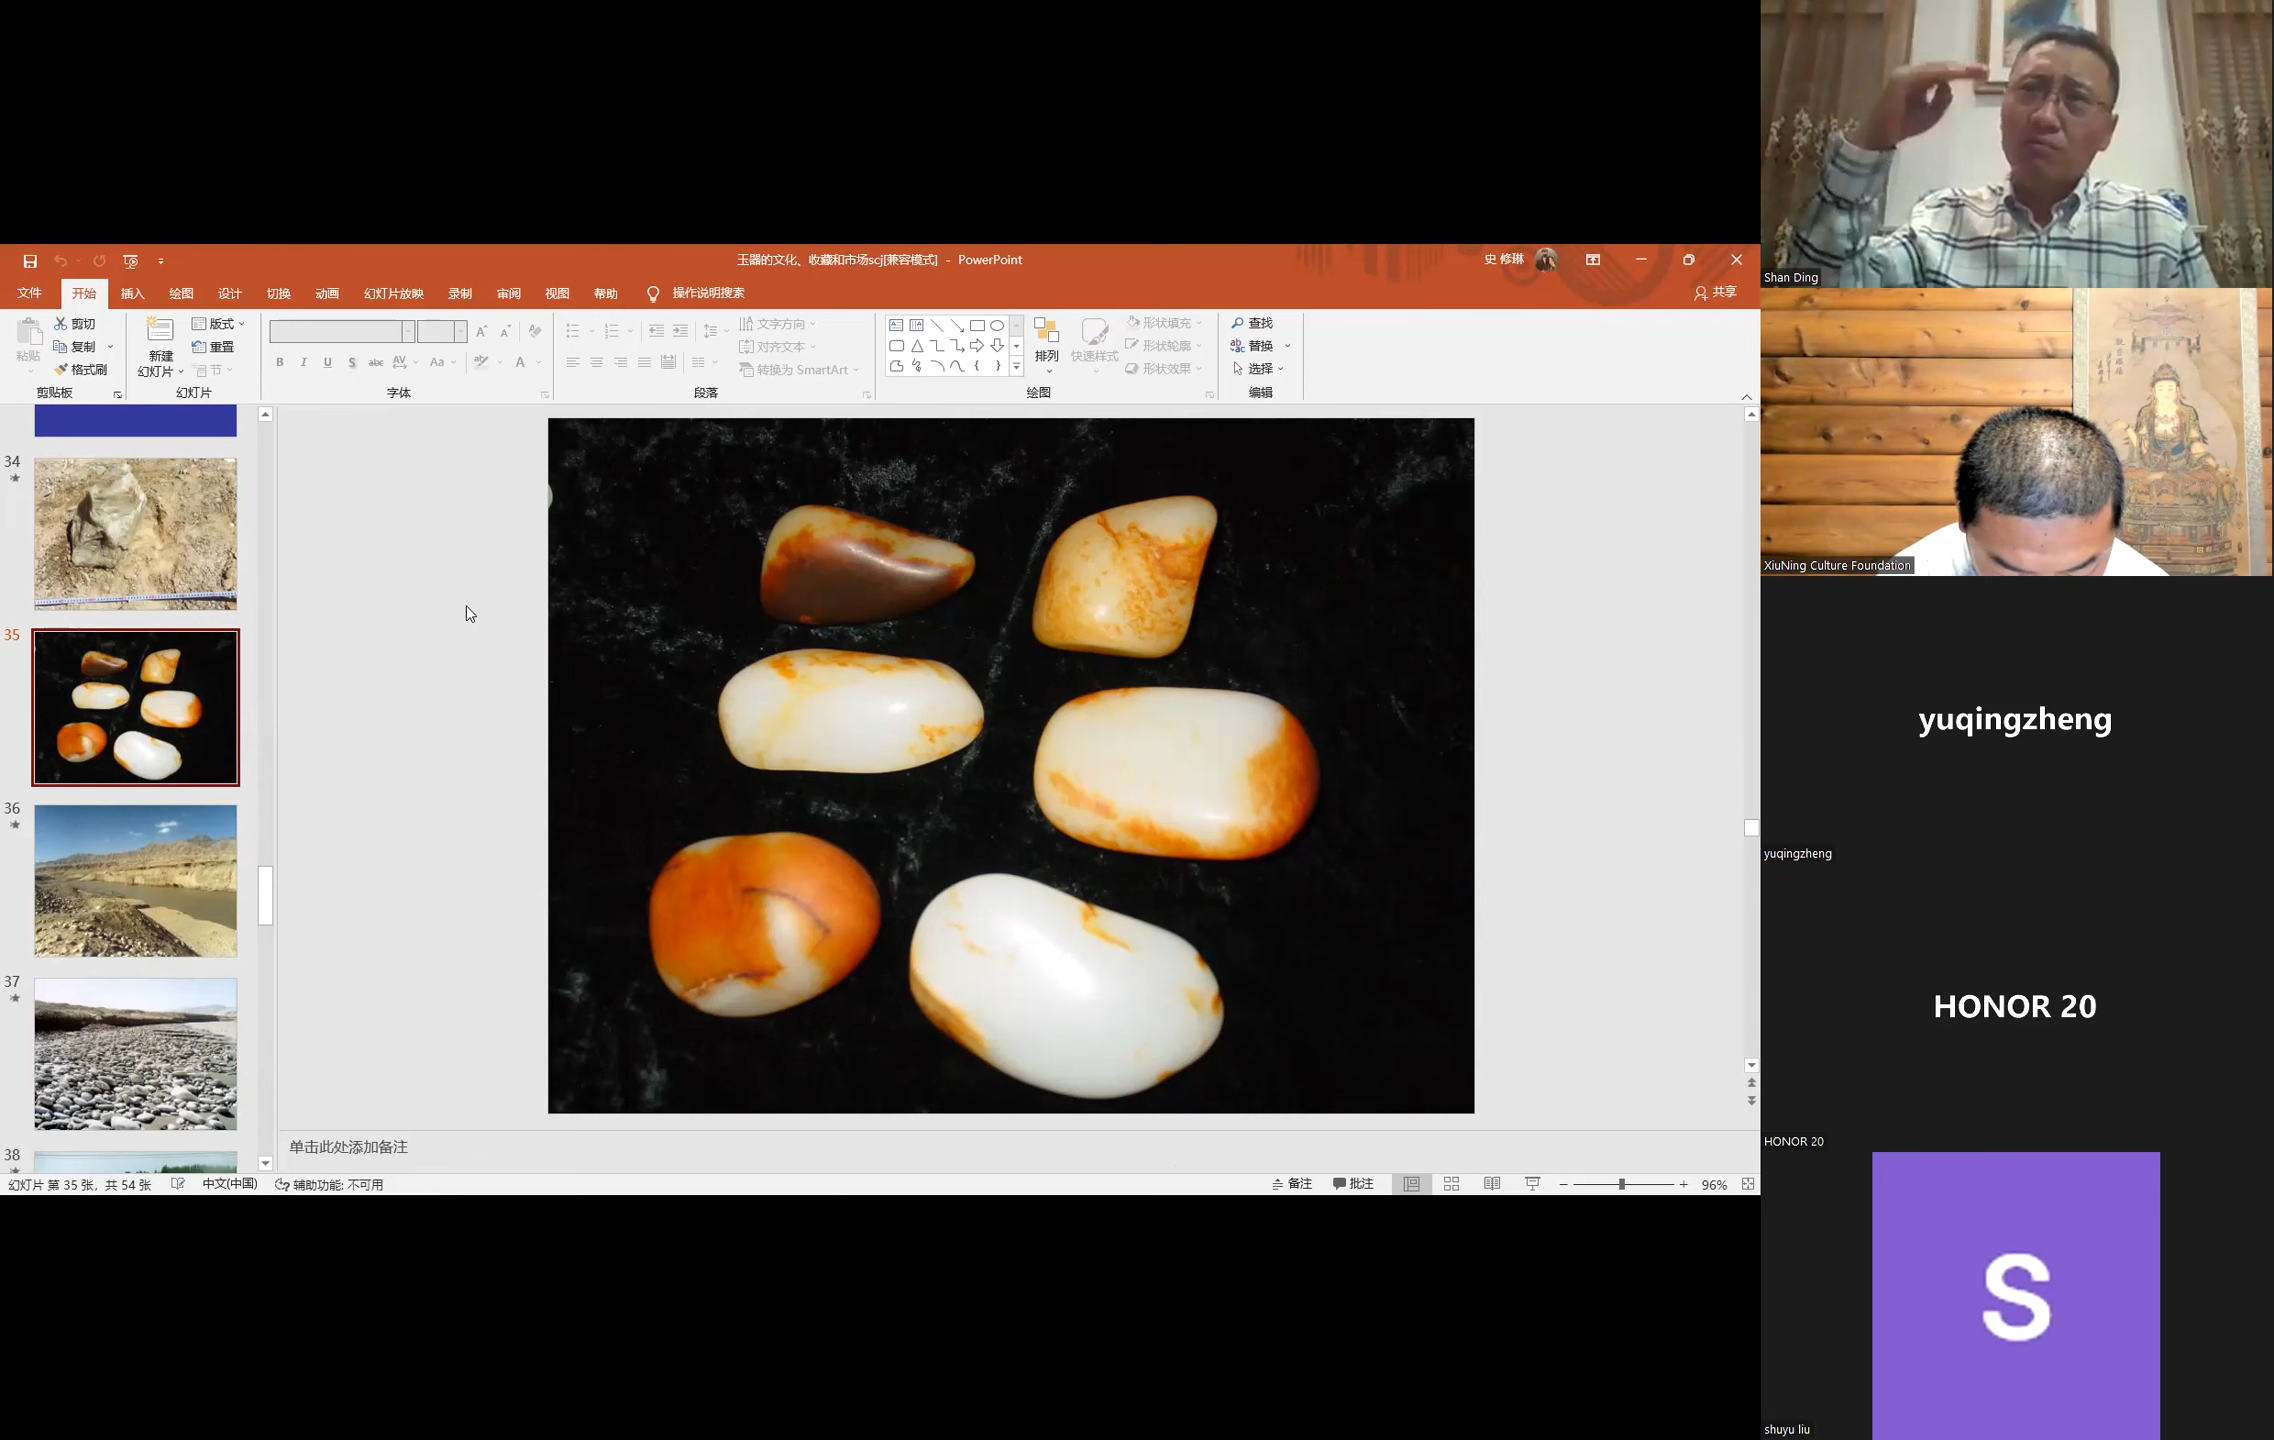 玉器的文化、收藏和市场scj[兼容模式] - PowerPoint
史 修琳
文件 开始 插入 绘图 设计 切换 动画 幻灯片放映 录制 审阅 视图 帮助 操作说明搜索 共享
粘贴
剪切
复制
格式刷
剪贴板
新建
幻灯片
版式
重置
节
幻灯片
A A
B I U S abc AV Aa A
字体
文字方向
对齐文本
转换为 SmartArt
段落
排列
快速样式
形状填充
形状轮廓
形状效果
绘图
查找
替换
选择
编辑
34
35
36
37
38
单击此处添加备注
幻灯片 第 35 张，共 54 张 中文(中国) 辅助功能: 不可用
备注 批注 96%
Shan Ding
XiuNing Culture Foundation
yuqingzheng
yuqingzheng
HONOR 20
HONOR 20
S
shuyu liu